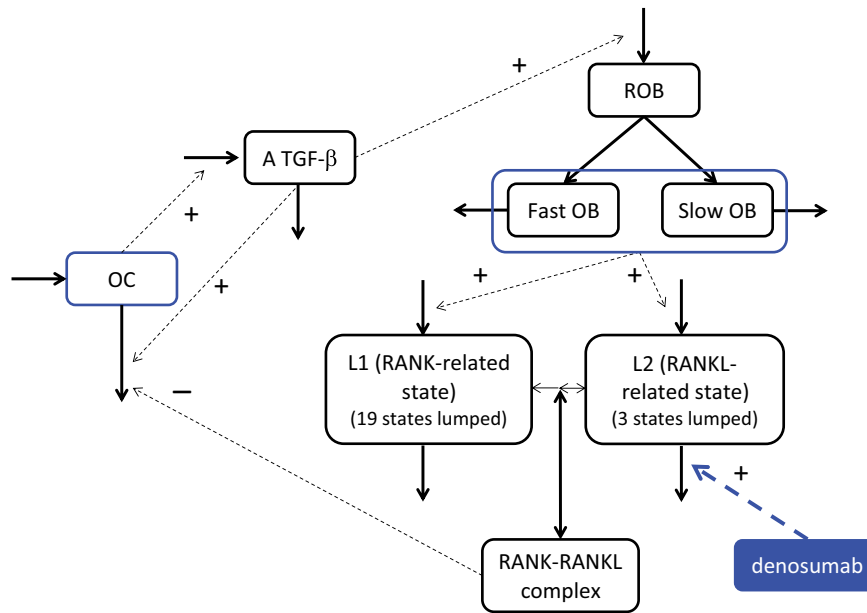 +
ROB
A TGF-β
+
Fast OB
Slow OB
OC
+
+
+
L1 (RANK-related
state)
(19 states lumped)
L2 (RANKL-
related state)
(3 states lumped)
−
+
RANK-RANKL
complex
denosumab